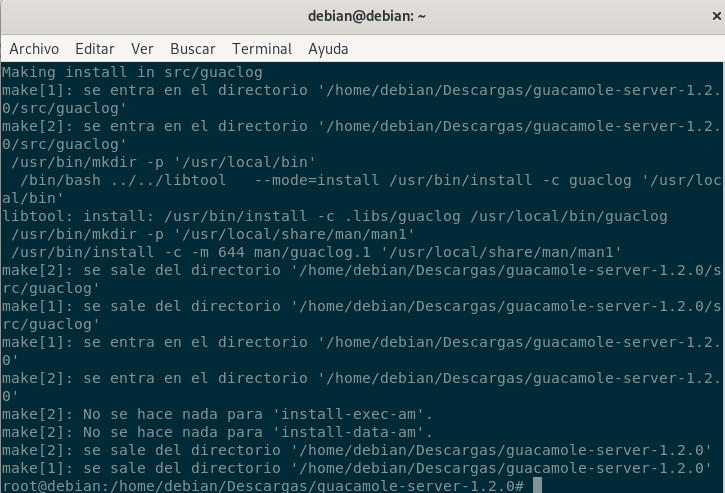 debian@debian: ~
×
Archivo Editar Ver Buscar Terminal Ayuda
Making install in src/guaclog
make[1]: se entra en el directorio '/home/debian/Descargas/guacamole-server-1.2.
0/src/guaclog'
make[2]: se entra en el directorio '/home/debian/Descargas/guacamole-server-1.2.
0/src/guaclog'
 /usr/bin/mkdir -p '/usr/local/bin'
  /bin/bash ../../libtool   --mode=install /usr/bin/install -c guaclog '/usr/loc
al/bin'
libtool: install: /usr/bin/install -c .libs/guaclog /usr/local/bin/guaclog
 /usr/bin/mkdir -p '/usr/local/share/man/man1'
 /usr/bin/install -c -m 644 man/guaclog.1 '/usr/local/share/man/man1'
make[2]: se sale del directorio '/home/debian/Descargas/guacamole-server-1.2.0/s
rc/guaclog'
make[1]: se sale del directorio '/home/debian/Descargas/guacamole-server-1.2.0/s
rc/guaclog'
make[1]: se entra en el directorio '/home/debian/Descargas/guacamole-server-1.2.
0'
make[2]: se entra en el directorio '/home/debian/Descargas/guacamole-server-1.2.
0'
make[2]: No se hace nada para 'install-exec-am'.
make[2]: No se hace nada para 'install-data-am'.
make[2]: se sale del directorio '/home/debian/Descargas/guacamole-server-1.2.0'
make[1]: se sale del directorio '/home/debian/Descargas/guacamole-server-1.2.0'
root@debian:/home/debian/Descargas/guacamole-server-1.2.0#